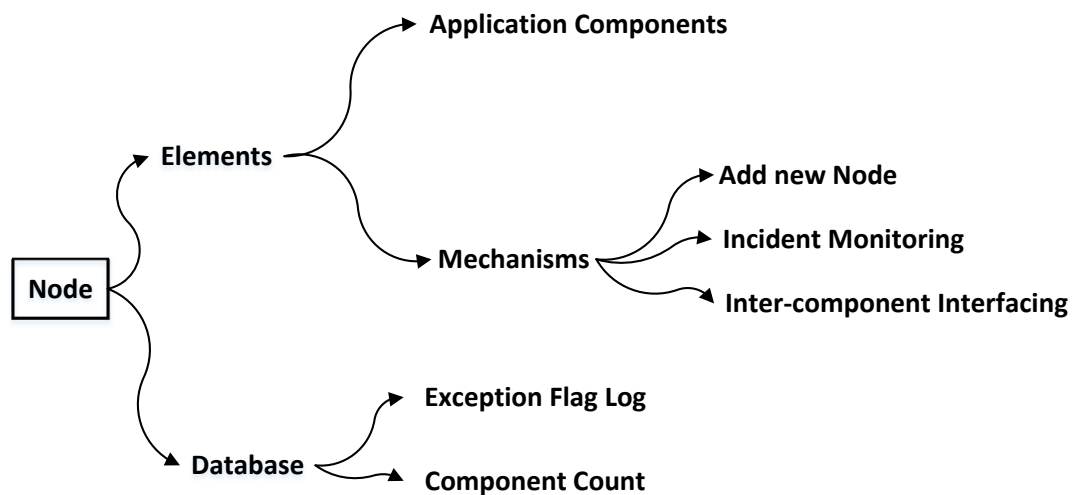 Application Components
Elements
Add new Node
Incident Monitoring
Mechanisms
Node
Inter-component Interfacing
Exception Flag Log
Database
Component Count